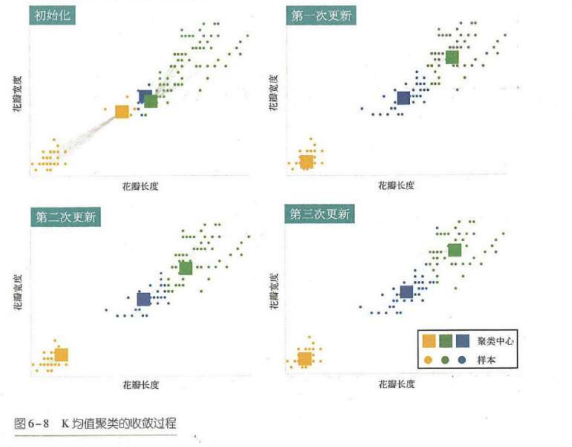 初始化
第一次更新
花瓣宽度
花瓣宽度
花瓣长度
花瓣长度
第二次更新
第三次更新
花瓣宽度
花瓣宽度
聚类中心
样本
花瓣长度
花瓣长度
图6-8 K均值聚类的收敛过程